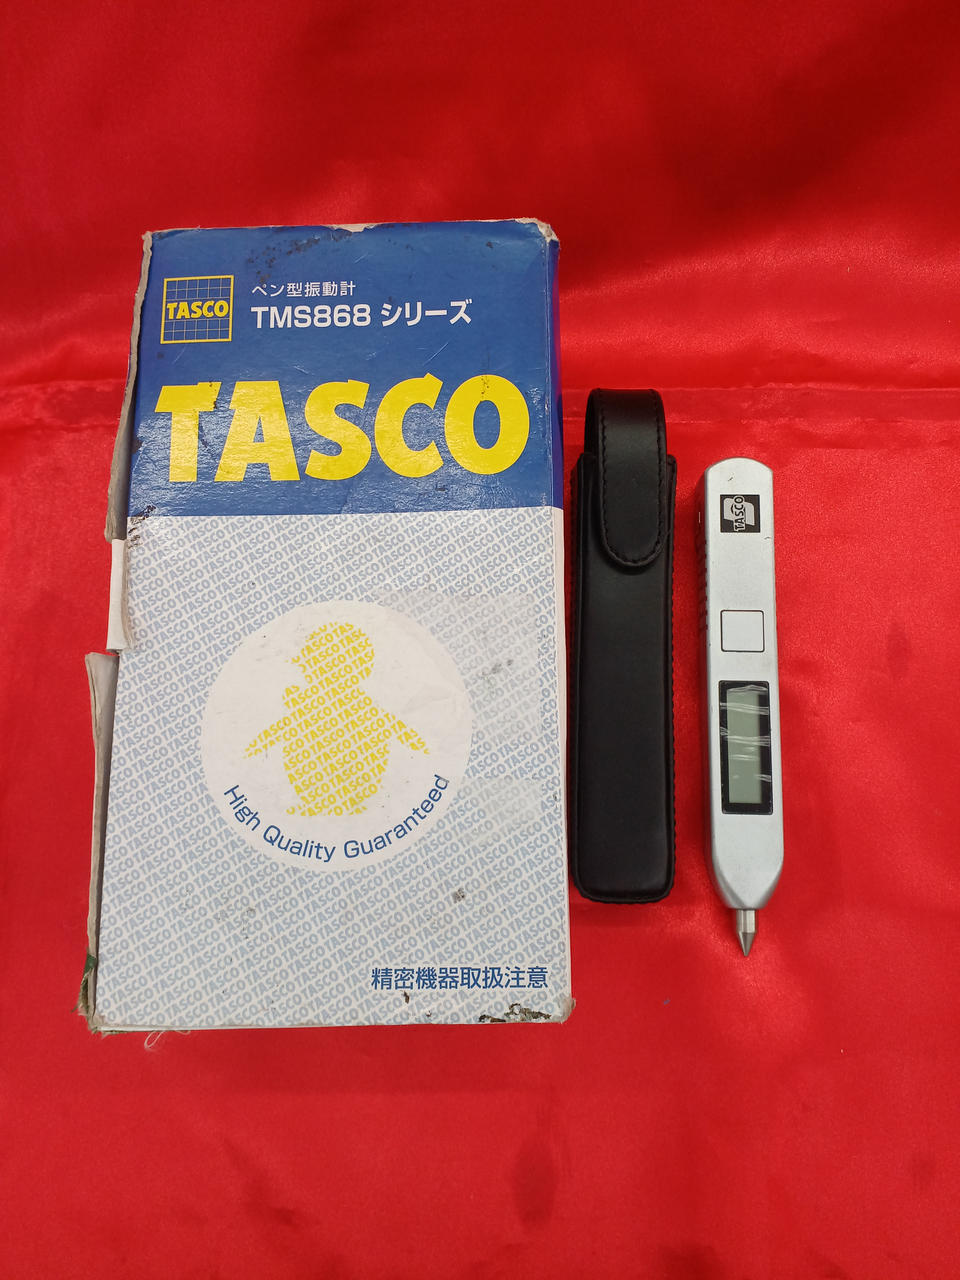 TASCO
ペン型振動計
TMS868 シリーズ
TASCO
High Quality Guaranteed
精密機器取扱注意
TASCO